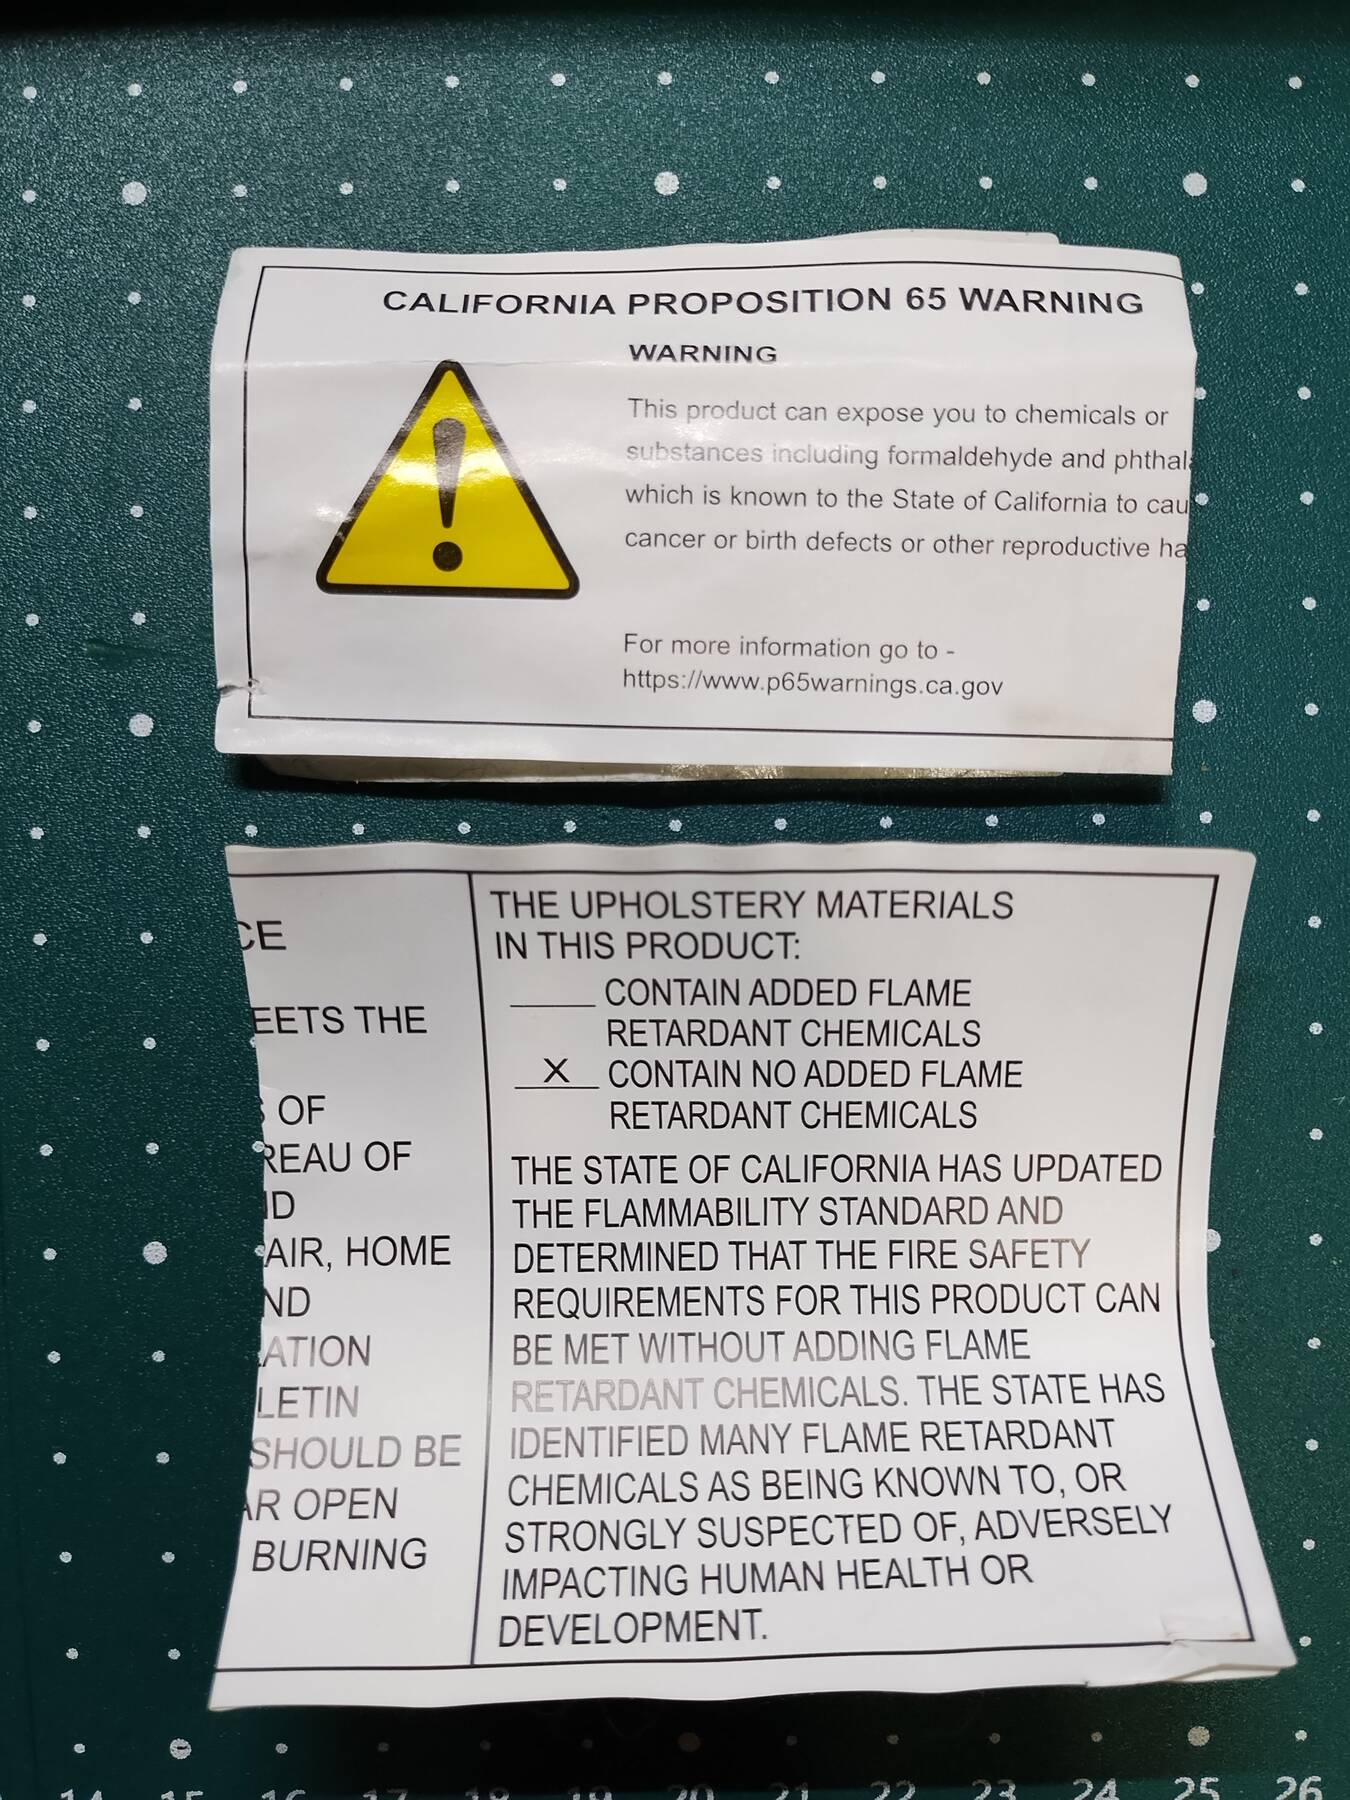 CALIFORNIA PROPOSITION 65 WARNING
WARNING
This product can expose you to chemicals or
substances including formaldehyde and
which is known to the State of California to
cancer or birth defects or other reproductive
For more information go to -
https://www.p65warnings.ca.gov
THE
OF
OF
HOME
SHOULD BE
OPEN
BURNING
THE UPHOLSTERY MATERIALS
IN THIS PRODUCT:
_____ CONTAIN ADDED FLAME
RETARDANT CHEMICALS
__X__ CONTAIN NO ADDED FLAME
RETARDANT CHEMICALS
THE STATE OF CALIFORNIA HAS UPDATED
THE FLAMMABILITY STANDARD AND
DETERMINED THAT THE FIRE SAFETY
REQUIREMENTS FOR THIS PRODUCT CAN
BE MET WITHOUT ADDING FLAME
RETARDANT CHEMICALS. THE STATE HAS
IDENTIFIED MANY FLAME RETARDANT
CHEMICALS AS BEING KNOWN TO, OR
STRONGLY SUSPECTED OF, ADVERSELY
IMPACTING HUMAN HEALTH OR
DEVELOPMENT.
14 15 16 17 18 19 20 21 22 23 24 25 26